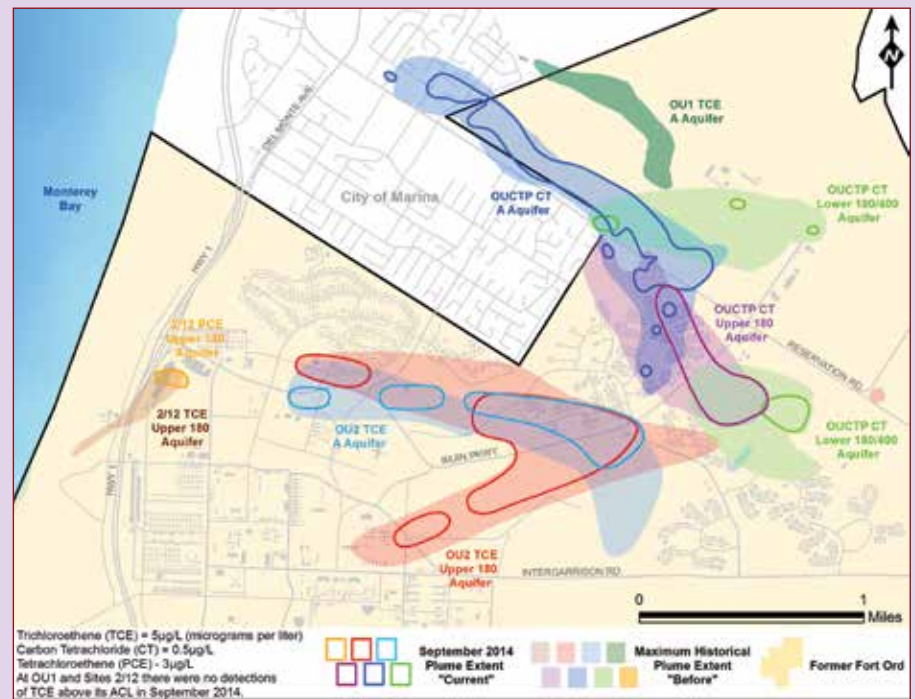 N
OU1 TCE
A Aquifer
DEL MONTE AVE
City of Marina
Monterey
Bay
OUCTP CT
A Aquifer
OUCTP CT
Lower 180/400
Aquifer
HWY 1
OUCTP CT
Upper 180
Aquifer
RESERVATION RD
2/12 PCE
Upper 180
Aquifer
2/12 TCE
Upper 180
Aquifer
OU2 TCE
A Aquifer
OUCTP CT
Lower 180/400
Aquifer
HWY 1
OU2 TCE
Upper 180
Aquifer
INTERGARRISON RD
0 1
Miles
Trichloroethene (TCE) = 5µg/L (micrograms per liter)
Carbon Tetrachloride (CT) = 0.5µg/L
Tetrachloroethene (PCE) - 3µg/L
At OU1 and Sites 2/12 there were no detections
of TCE above its ACL in September 2014.
September 2014
Plume Extent
"Current"
Maximum Historical
Plume Extent
"Before"
Former Fort Ord